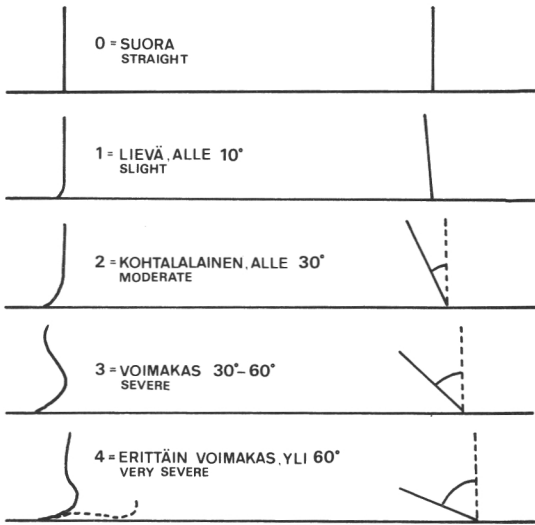 0 = SUORA
STRAIGHT
1 = LIEVÄ, ALLE 10°
SLIGHT
2 = KOHTALALAINEN, ALLE 30°
MODERATE
3 = VOIMAKAS 30°–60°
SEVERE
4 = ERITTÄIN VOIMAKAS, YLI 60°
VERY SEVERE